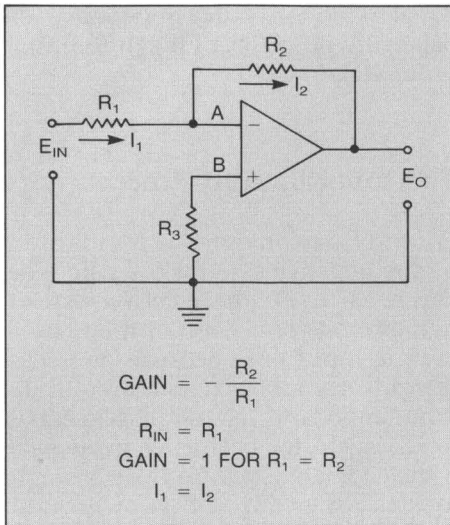 R2
R1
I2
A
−
I1
EIN
B
+
EO
R3
GAIN = − R2
R1
RIN = R1
GAIN = 1 FOR R1 = R2
I1 = I2